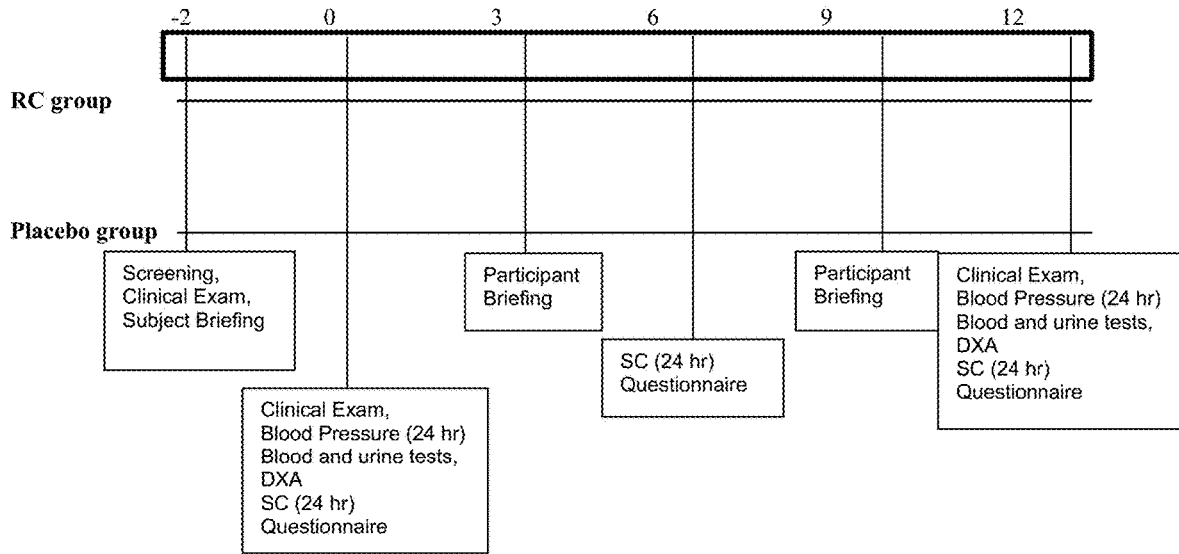 -2 0 3 6 9 12
RC group
Placebo group
Screening,
Clinical Exam,
Subject Briefing
Clinical Exam,
Blood Pressure (24 hr)
Blood and urine tests,
DXA
SC (24 hr)
Questionnaire
Participant
Briefing
SC (24 hr)
Questionnaire
Participant
Briefing
Clinical Exam,
Blood Pressure (24 hr)
Blood and urine tests,
DXA
SC (24 hr)
Questionnaire